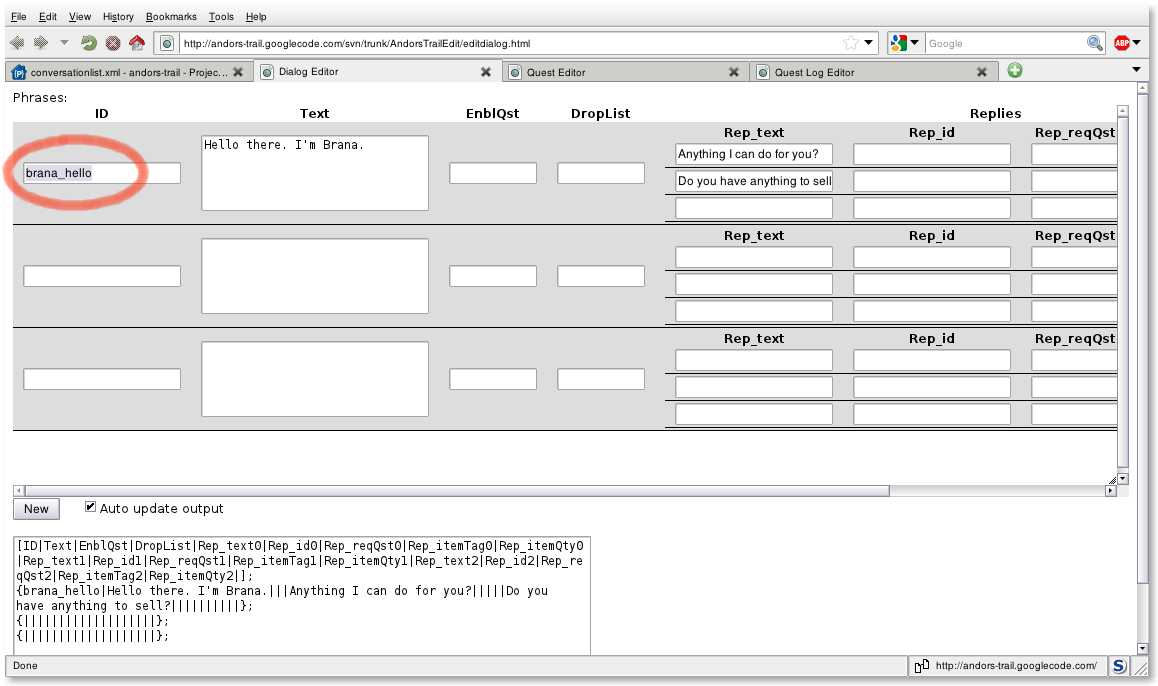 File Edit View History Bookmarks Tools Help
http://andors-trail.googlecode.com/svn/trunk/AndorsTrailEdit/editdialog.html
Google
ABP
conversationlist.xml - andors-trail - Projec...
Dialog Editor
Quest Editor
Quest Log Editor
Phrases:
ID Text EnblQst DropList Replies
Rep_text Rep_id Rep_reqQst
brana_hello
Hello there. I'm Brana.
Anything I can do for you?
Do you have anything to sell
Rep_text Rep_id Rep_reqQst
Rep_text Rep_id Rep_reqQst
New
Auto update output
[ID|Text|EnblQst|DropList|Rep_text0|Rep_id0|Rep_reqQst0|Rep_itemTag0|Rep_itemQty0
|Rep_text1|Rep_id1|Rep_reqQst1|Rep_itemTag1|Rep_itemQty1|Rep_text2|Rep_id2|Rep_re
qQst2|Rep_itemTag2|Rep_itemQty2|];
{brana_hello|Hello there. I'm Brana.|||Anything I can do for you?|||||Do you
have anything to sell?||||||||||};
{|||||||||||||||||||};
{|||||||||||||||||||};
Done
http://andors-trail.googlecode.com/
S